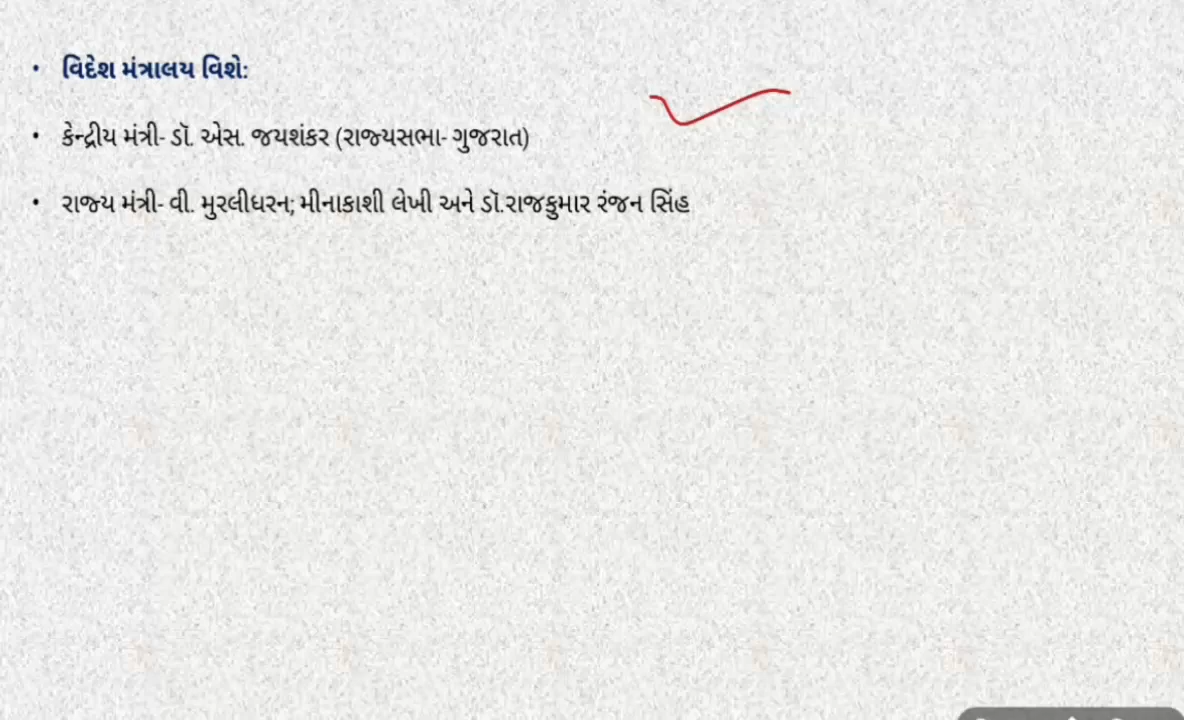 • વિદેશ મંત્રાલય વિશે:
• કેન્દ્રીય મંત્રી- ડૉ. એસ. જયશંકર (રાજ્યસભા- ગુજરાત)
• રાજ્ય મંત્રી- વી. મુરલીધરન; મીનાકાશી લેખી અને ડૉ.રાજકુમાર રંજન સિંહ